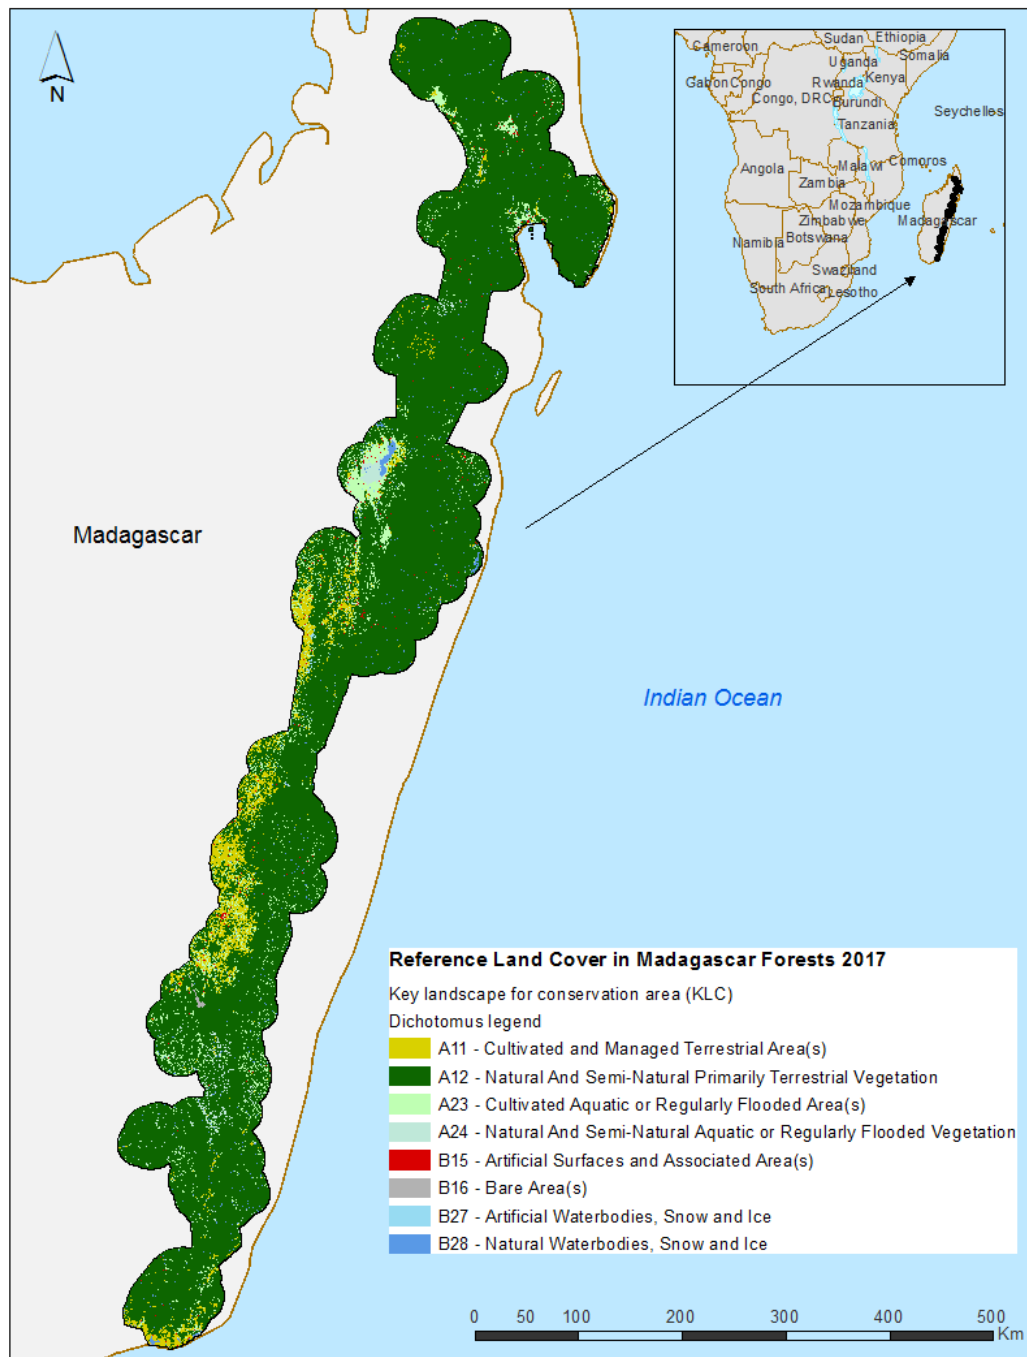 N
Sudan
Ethiopia
Cameroon
Somalia
Uganda
Gabon
Congo
Rwanda
Kenya
Congo, DRC
Burundi
Seychelles
Tanzania
Angola
Malawi
Comoros
Zambia
Mozambique
Zimbabwe
Madagascar
Namibia
Botswana
Swaziland
South Africa
Lesotho
Madagascar
Indian Ocean
Reference Land Cover in Madagascar Forests 2017
Key landscape for conservation area (KLC)
Dichotomus legend
A11 - Cultivated and Managed Terrestrial Area(s)
A12 - Natural And Semi-Natural Primarily Terrestrial Vegetation
A23 - Cultivated Aquatic or Regularly Flooded Area(s)
A24 - Natural And Semi-Natural Aquatic or Regularly Flooded Vegetation
B15 - Artificial Surfaces and Associated Area(s)
B16 - Bare Area(s)
B27 - Artificial Waterbodies, Snow and Ice
B28 - Natural Waterbodies, Snow and Ice
0 50 100 200 300 400 500
Km